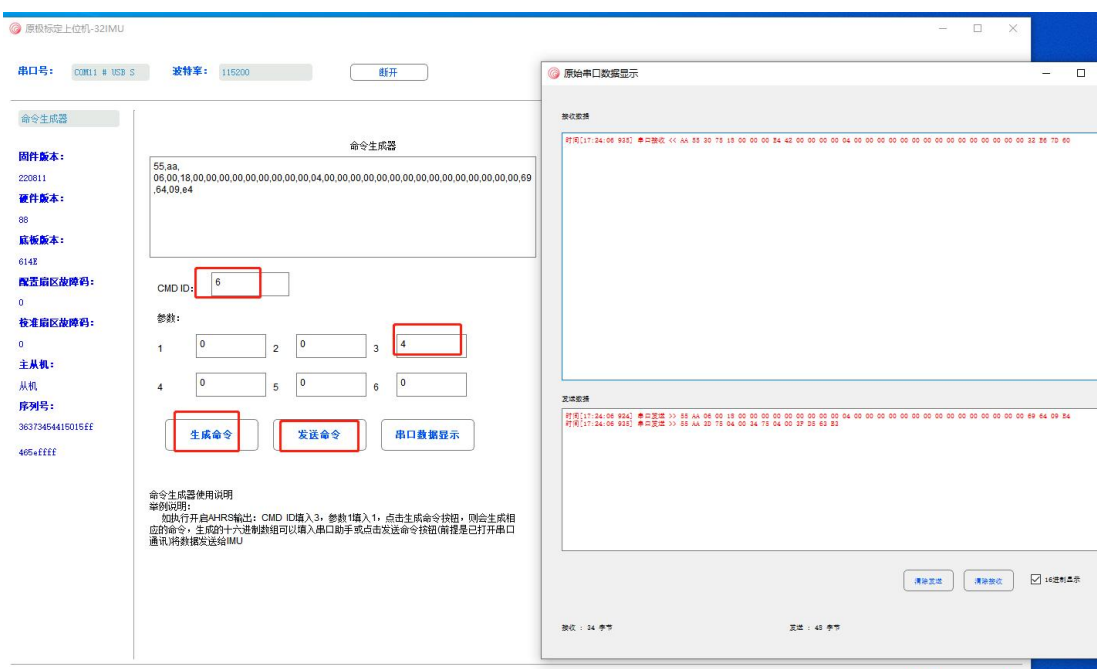 原极标定上位机-32IMU
串口号： COM11 # USB S 波特率： 115200 断开
命令生成器
固件版本：
220811
硬件版本：
88
底板版本：
614E
配置扇区故障码：
0
校准扇区故障码：
0
主从机：
从机
序列号：
36373454415015ff
465effff
命令生成器
55,aa,
06,00,18,00,00,00,00,00,00,00,00,00,04,00,00,00,00,00,00,00,00,00,00,00,00,00,00,69
,64,09,e4
CMD ID： 6
参数：
1 0 2 0 3 4
4 0 5 0 6 0
生成命令 发送命令 串口数据显示
命令生成器使用说明
举例说明：
如执行开启AHRS输出：CMD ID填入3，参数1填入1，点击生成命令按钮，则会生成相
应的命令，生成的十六进制数组可以填入串口助手或点击发送命令按钮(前提是已打开串口
通讯)将数据发送给IMU
原始串口数据显示
接收数据
发送数据
清除发送 清除接收 16进制显示
接收 : 34 字节 发送 : 43 字节